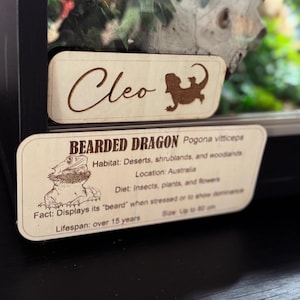 Cleo
BEARDED DRAGON Pogona vitticeps
Habitat: Deserts, shrublands, and woodlands
Location: Australia
Diet: Insects, plants, and flowers
Fact: Displays its "beard" when stressed or to show dominance
Lifespan: over 15 years Size: Up to 60 cm